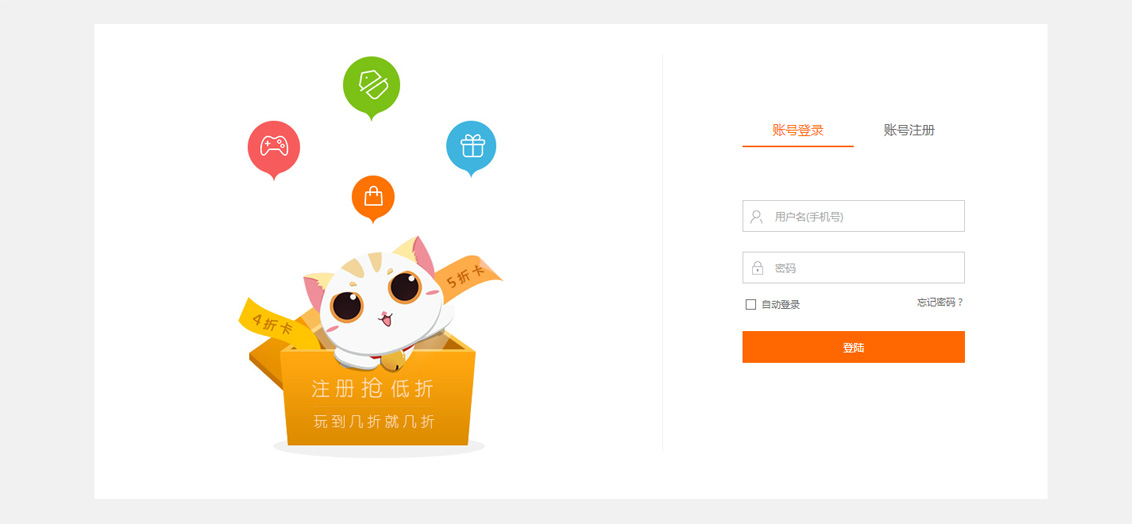 5折卡
4折卡
注册抢低折
玩到几折就几折
账号登录
账号注册
用户名(手机号)
密码
自动登录
忘记密码？
登陆